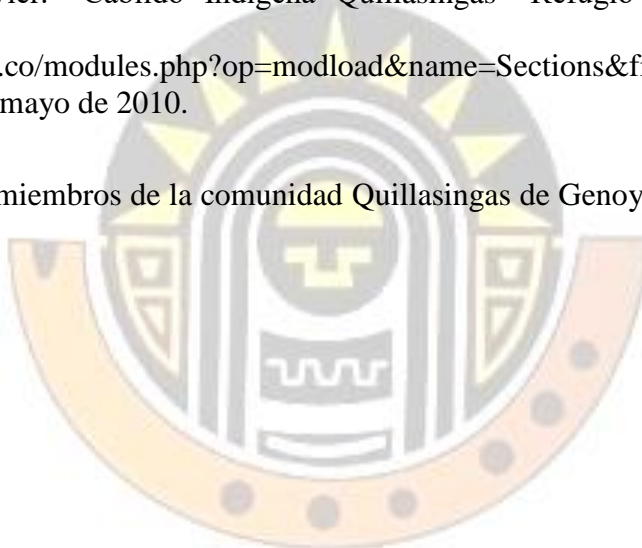 Cabildo Indígena Quillasingas Refugio
.co/modules.php?op=modload&name=Sections&f
mayo de 2010.
miembros de la comunidad Quillasingas de Genoy